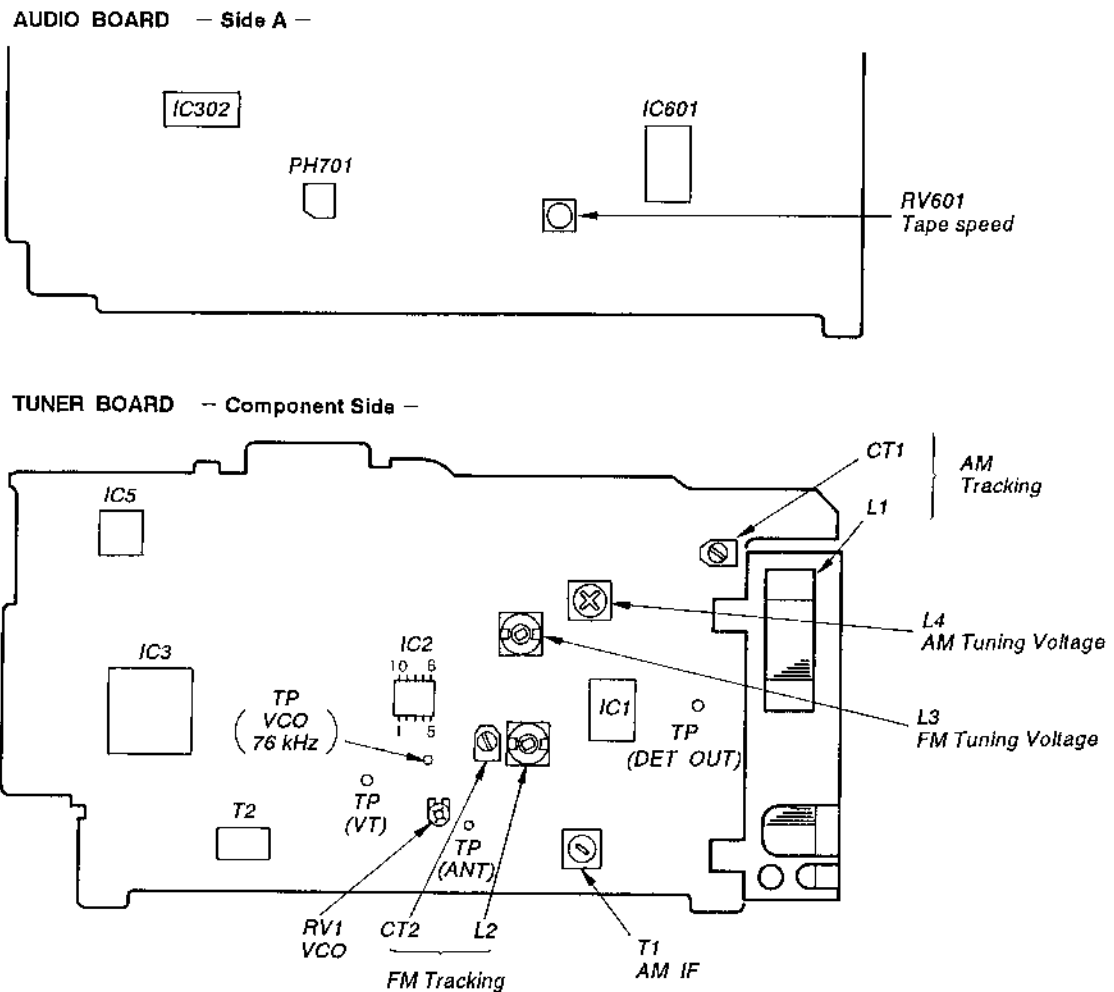 AUDIO BOARD — Side A —
IC302
IC601
PH701
RV601
Tape speed
TUNER BOARD — Component Side —
CT1
AM
Tracking
L1
IC5
L4
AM Tuning Voltage
IC3
IC2
10 6
1 5
TP
VCO
76 kHz
IC1
TP
(DET OUT)
L3
FM Tuning Voltage
T2
TP
(VT)
TP
(ANT)
RV1
VCO
CT2
L2
FM Tracking
T1
AM IF